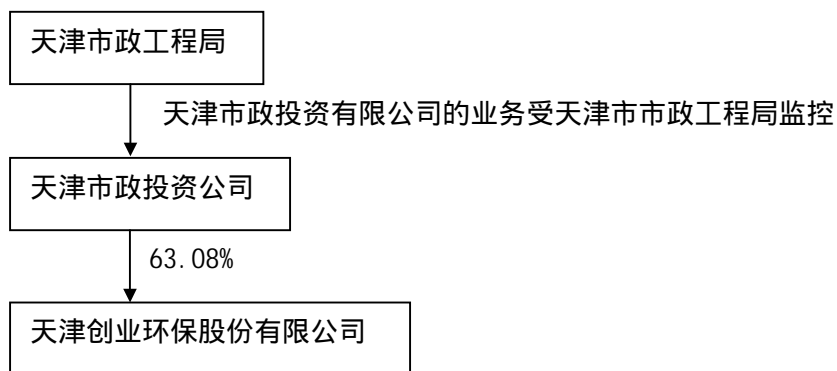 天津市政工程局
天津市政投资有限公司的业务受天津市市政工程局监控
天津市政投资公司
63.08%
天津创业环保股份有限公司